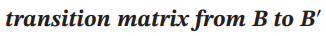 transition matrix from B to B′